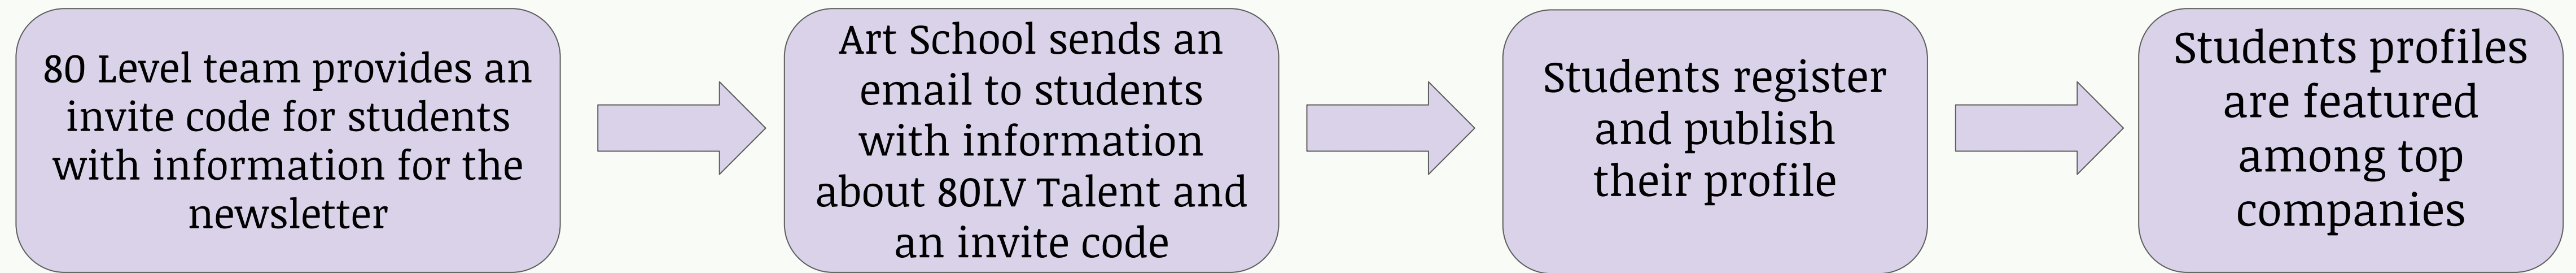 80 Level team provides an
invite code for students
with information for the
newsletter
Art School sends an
email to students
with information
about 80LV Talent and
an invite code
Students register
and publish
their profile
Students profiles
are featured
among top
companies